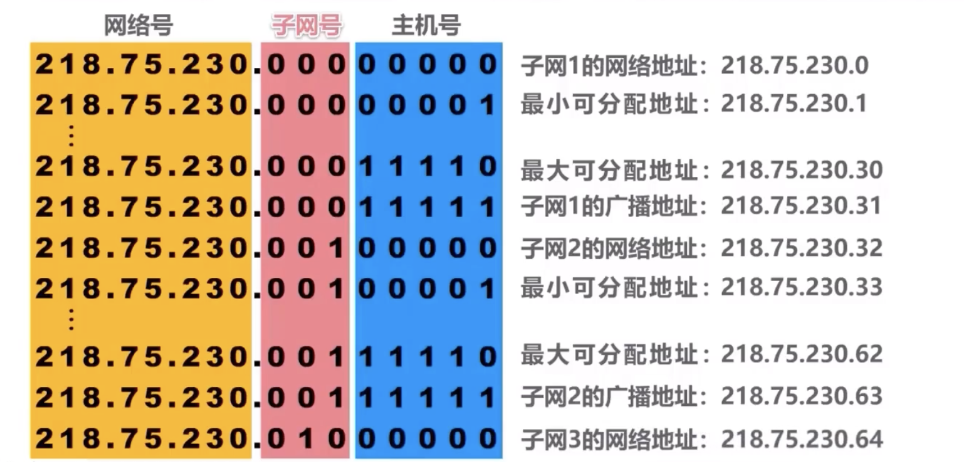 网络号 子网号 主机号
218.75.230.000 00000 子网1的网络地址：218.75.230.0
218.75.230.000 00001 最小可分配地址：218.75.230.1
⋮
218.75.230.000 11110 最大可分配地址：218.75.230.30
218.75.230.000 11111 子网1的广播地址：218.75.230.31
218.75.230.001 00000 子网2的网络地址：218.75.230.32
218.75.230.001 00001 最小可分配地址：218.75.230.33
⋮
218.75.230.001 11110 最大可分配地址：218.75.230.62
218.75.230.001 11111 子网2的广播地址：218.75.230.63
218.75.230.010 00000 子网3的网络地址：218.75.230.64